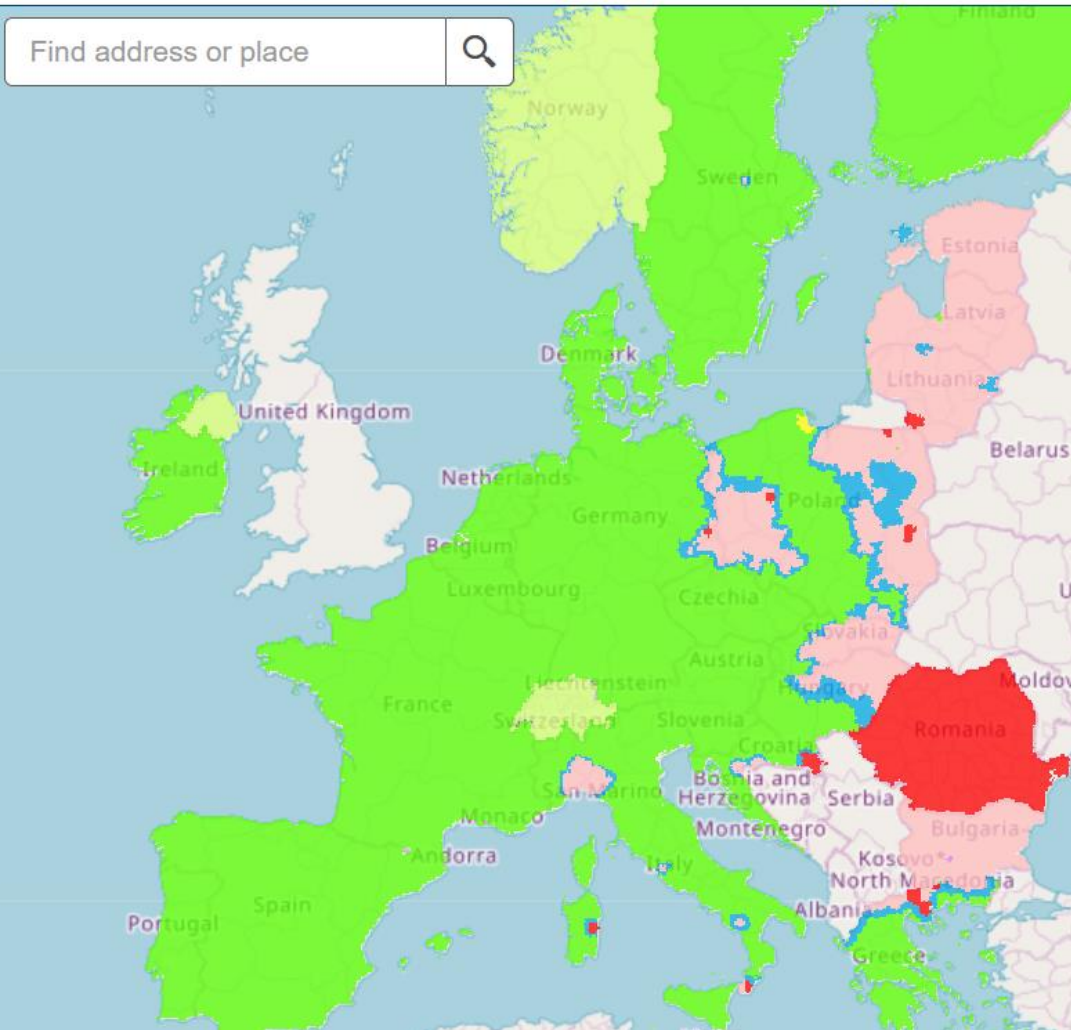 Find address or place
Finland
Norway
Sweden
Estonia
Latvia
Denmark
Lithuania
United Kingdom
Belarus
Ireland
Netherlands
Poland
Germany
Belgium
Luxembourg
Czechia
Slovakia
Austria
Liechtenstein
Hungary
Moldov
France
Switzerland
Slovenia
Romania
Croatia
Bosnia and
Herzegovina
San Marino
Serbia
Monaco
Montenegro
Bulgaria
Andorra
Italy
Kosovo*
North Macedonia
Spain
Portugal
Albania
Greece